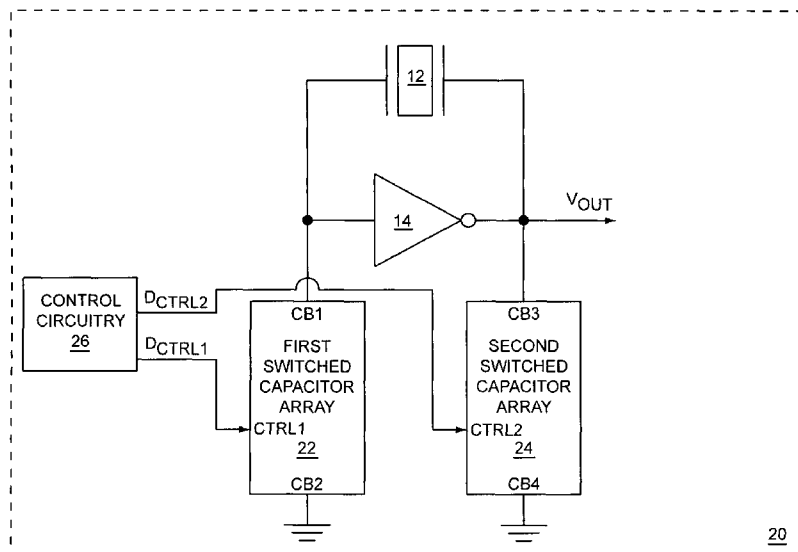 12
14
VOUT
CONTROL
CIRCUITRY
26
DCTRL2
DCTRL1
CB1
FIRST
SWITCHED
CAPACITOR
ARRAY
CTRL1
22
CB2
CB3
SECOND
SWITCHED
CAPACITOR
ARRAY
CTRL2
24
CB4
20